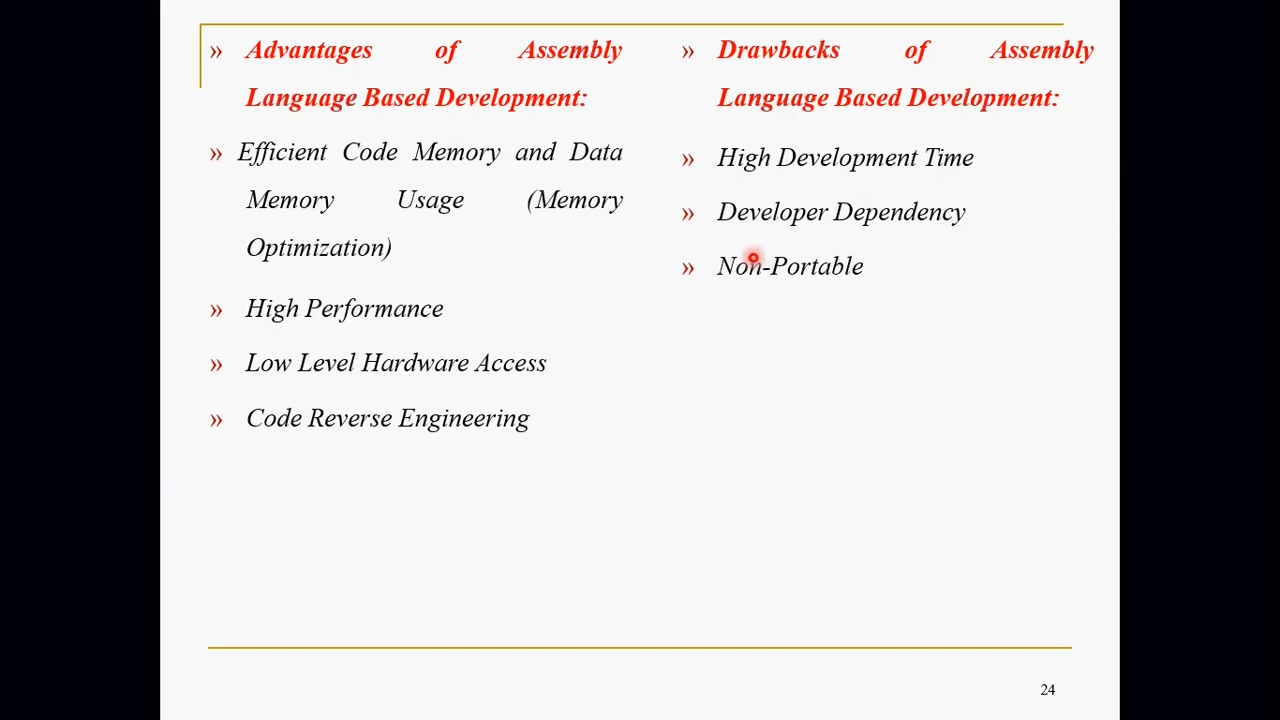 » Advantages of Assembly
Language Based Development:
» Efficient Code Memory and Data
Memory Usage (Memory
Optimization)
» High Performance
» Low Level Hardware Access
» Code Reverse Engineering
» Drawbacks of Assembly
Language Based Development:
» High Development Time
» Developer Dependency
» Non-Portable
24